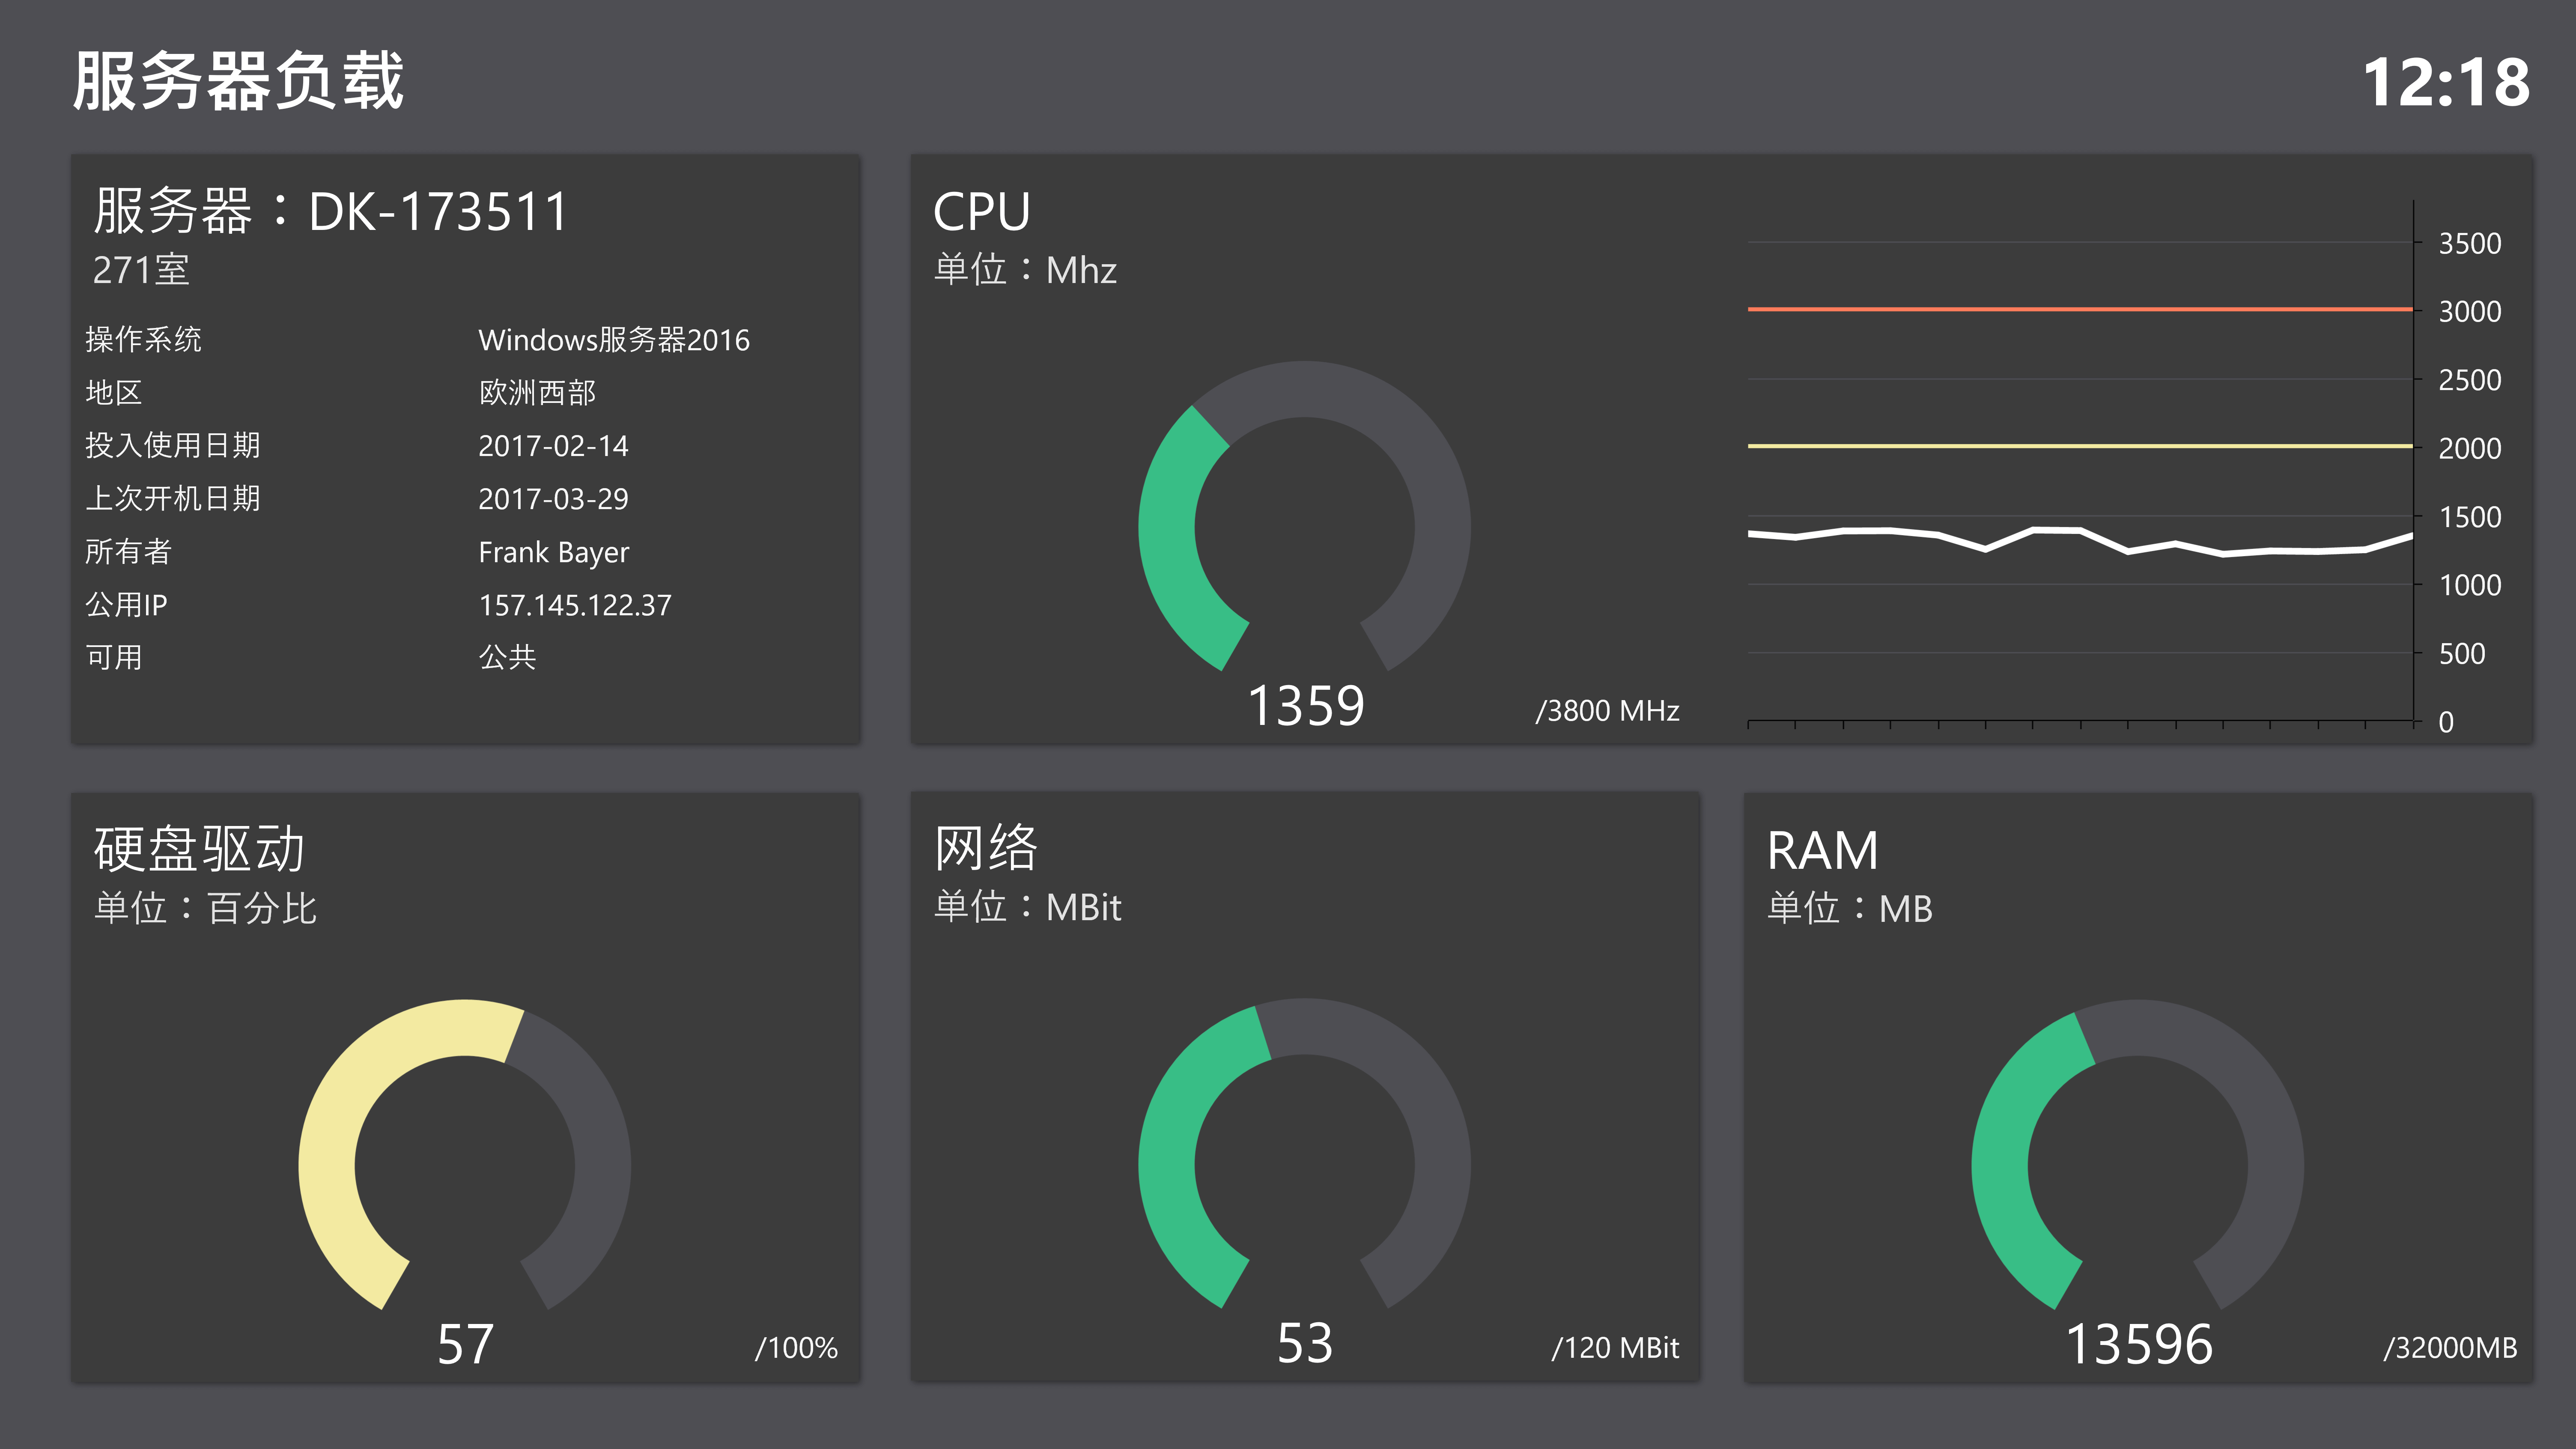 服务器负载
12:18
服务器：DK-173511
271室
操作系统 Windows服务器2016
地区 欧洲西部
投入使用日期 2017-02-14
上次开机日期 2017-03-29
所有者 Frank Bayer
公用IP 157.145.122.37
可用 公共
CPU
单位：Mhz
1359
/3800 MHz
3500
3000
2500
2000
1500
1000
500
0
硬盘驱动
单位：百分比
57
/100%
网络
单位：MBit
53
/120 MBit
RAM
单位：MB
13596
/32000MB